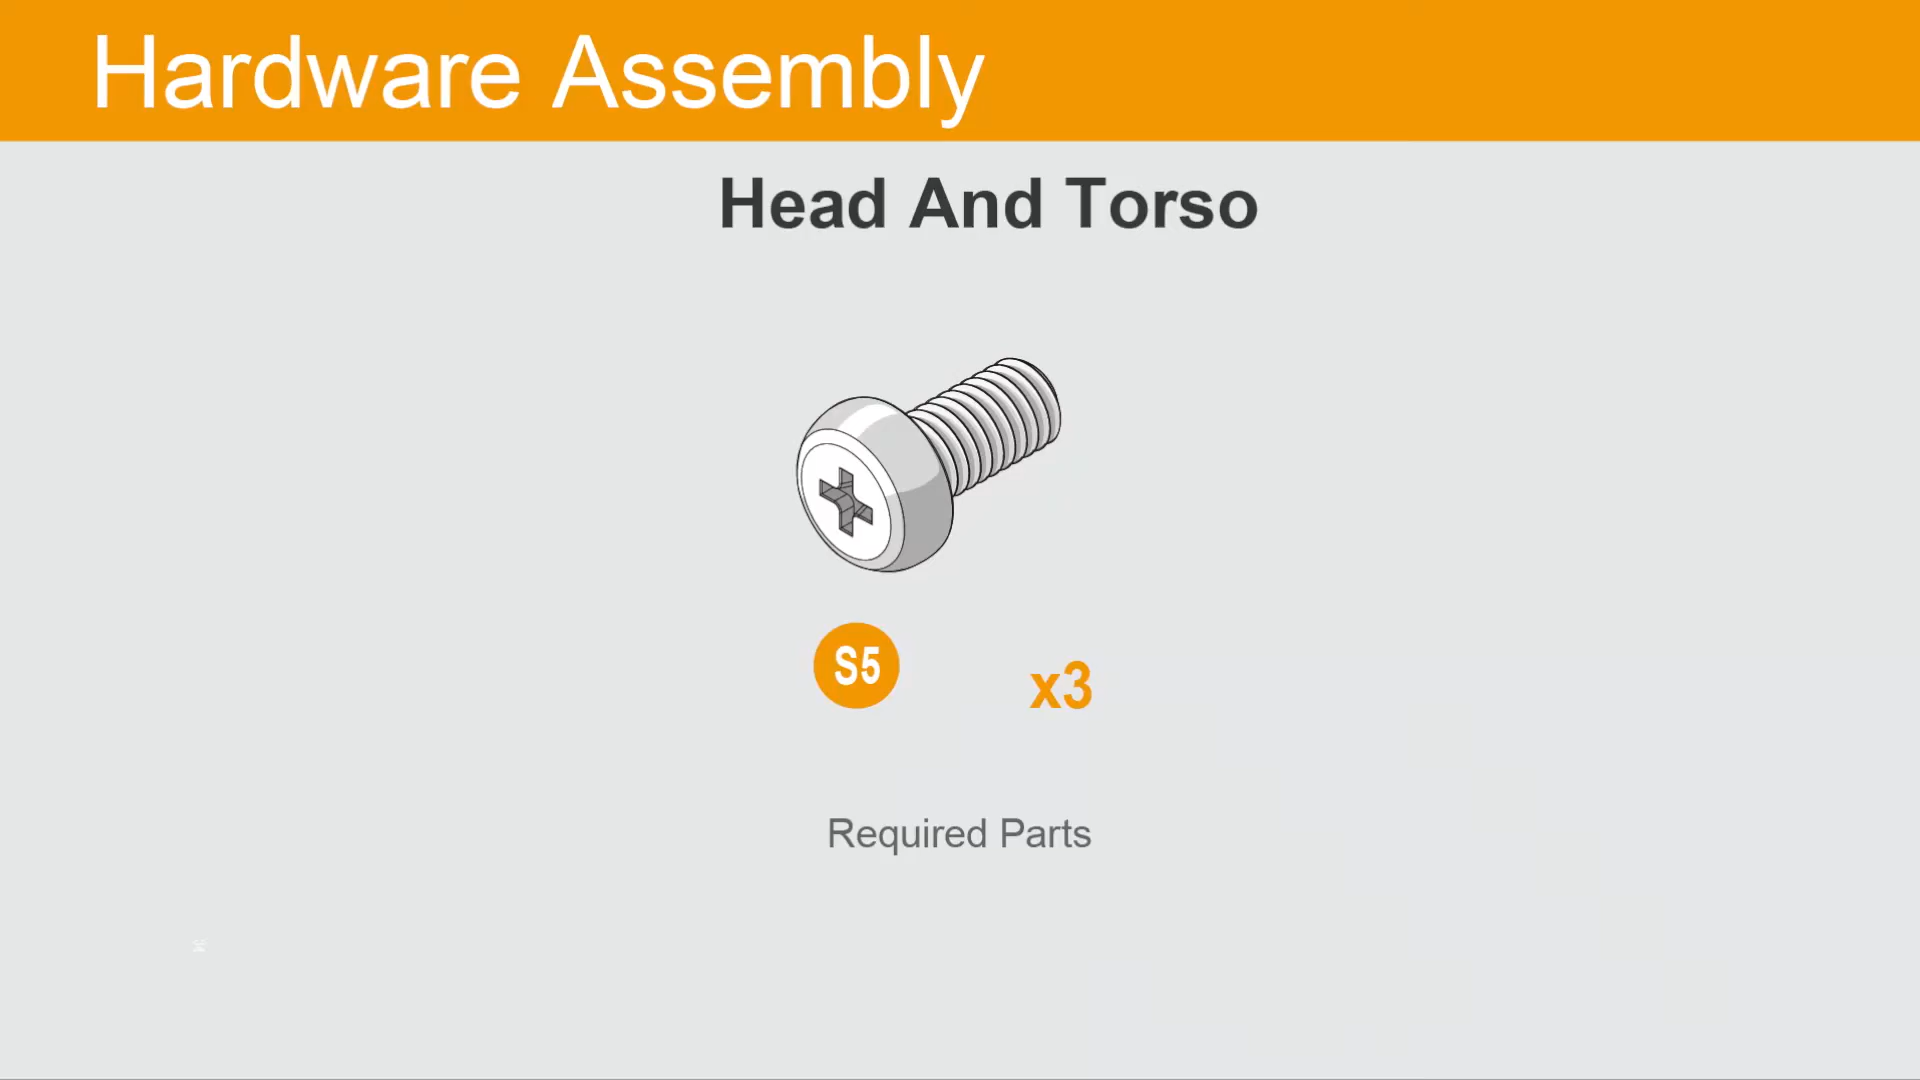 Hardware Assembly
Head And Torso
S5
x3
Required Parts